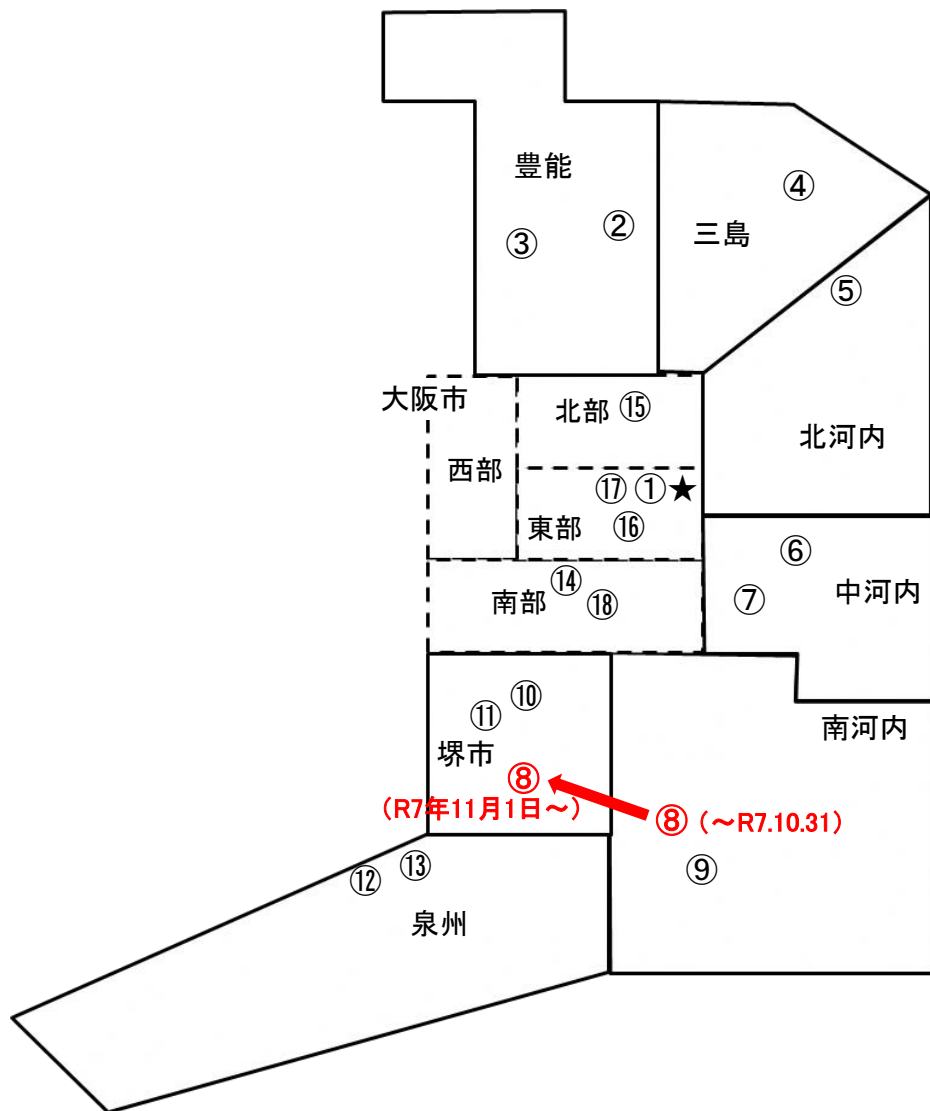 豊能
④
②
三島
③
⑤
大阪市
北部 ⑮
北河内
西部
⑰ ①★
東部 ⑯
⑥
⑭
中河内
南部 ⑱
⑦
⑩
⑪
南河内
堺市
⑧
(R7年11月1日~)
⑧(~R7.10.31)
⑬
⑨
⑫
泉州